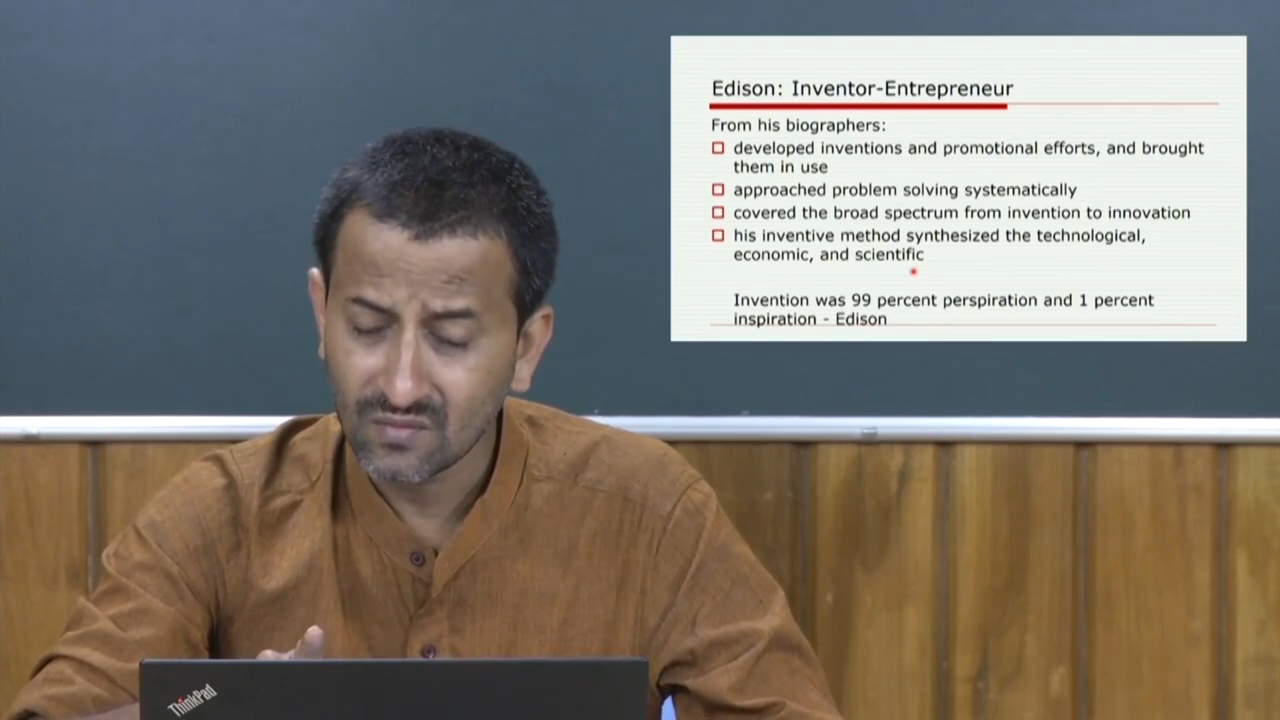 Edison: Inventor-Entrepreneur
From his biographers:
developed inventions and promotional efforts, and brought
them in use
approached problem solving systematically
covered the broad spectrum from invention to innovation
his inventive method synthesized the technological,
economic, and scientific
Invention was 99 percent perspiration and 1 percent
inspiration - Edison
ThinkPad